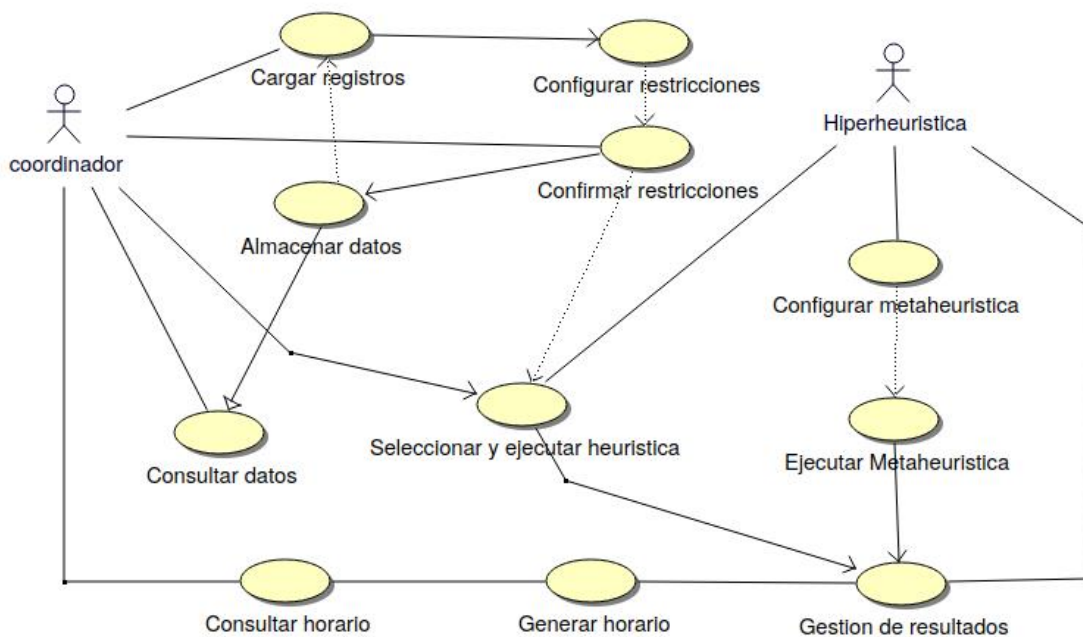 Cargar registros
Configurar restricciones
Hiperheuristica
coordinador
Confirmar restricciones
Almacenar datos
Configurar metaheuristica
Seleccionar y ejecutar heuristica
Ejecutar Metaheuristica
Consultar datos
Consultar horario
Generar horario
Gestion de resultados